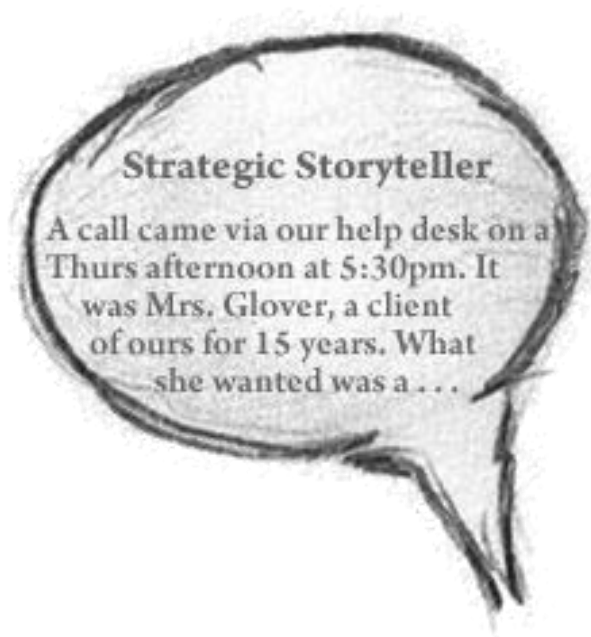 Strategic Storyteller
A call came via our help desk on a
Thurs afternoon at 5:30pm. It
was Mrs. Glover, a client
of ours for 15 years. What
she wanted was a . . .